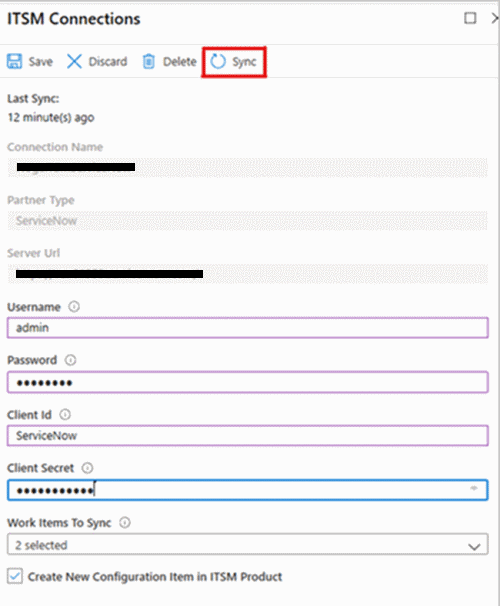 ITSM Connections
Save Discard Delete Sync
Last Sync:
12 minute(s) ago
Connection Name
Partner Type
ServiceNow
Server Url
Username
admin
Password
●●●●●●●●
Client Id
ServiceNow
Client Secret
●●●●●●●●●●●
Work Items To Sync
2 selected
Create New Configuration Item in ITSM Product